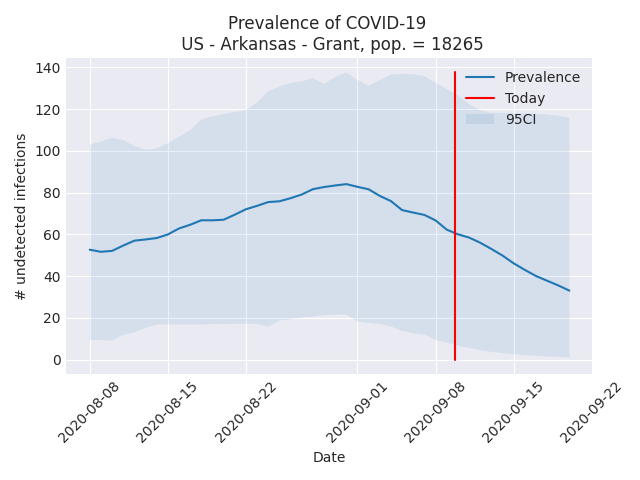 Prevalence of COVID-19
US - Arkansas - Grant, pop. = 18265
# undetected infections
140
120
100
80
60
40
20
0
Prevalence
Today
95CI
2020-08-08
2020-08-15
2020-08-22
2020-09-01
2020-09-08
2020-09-15
2020-09-22
Date